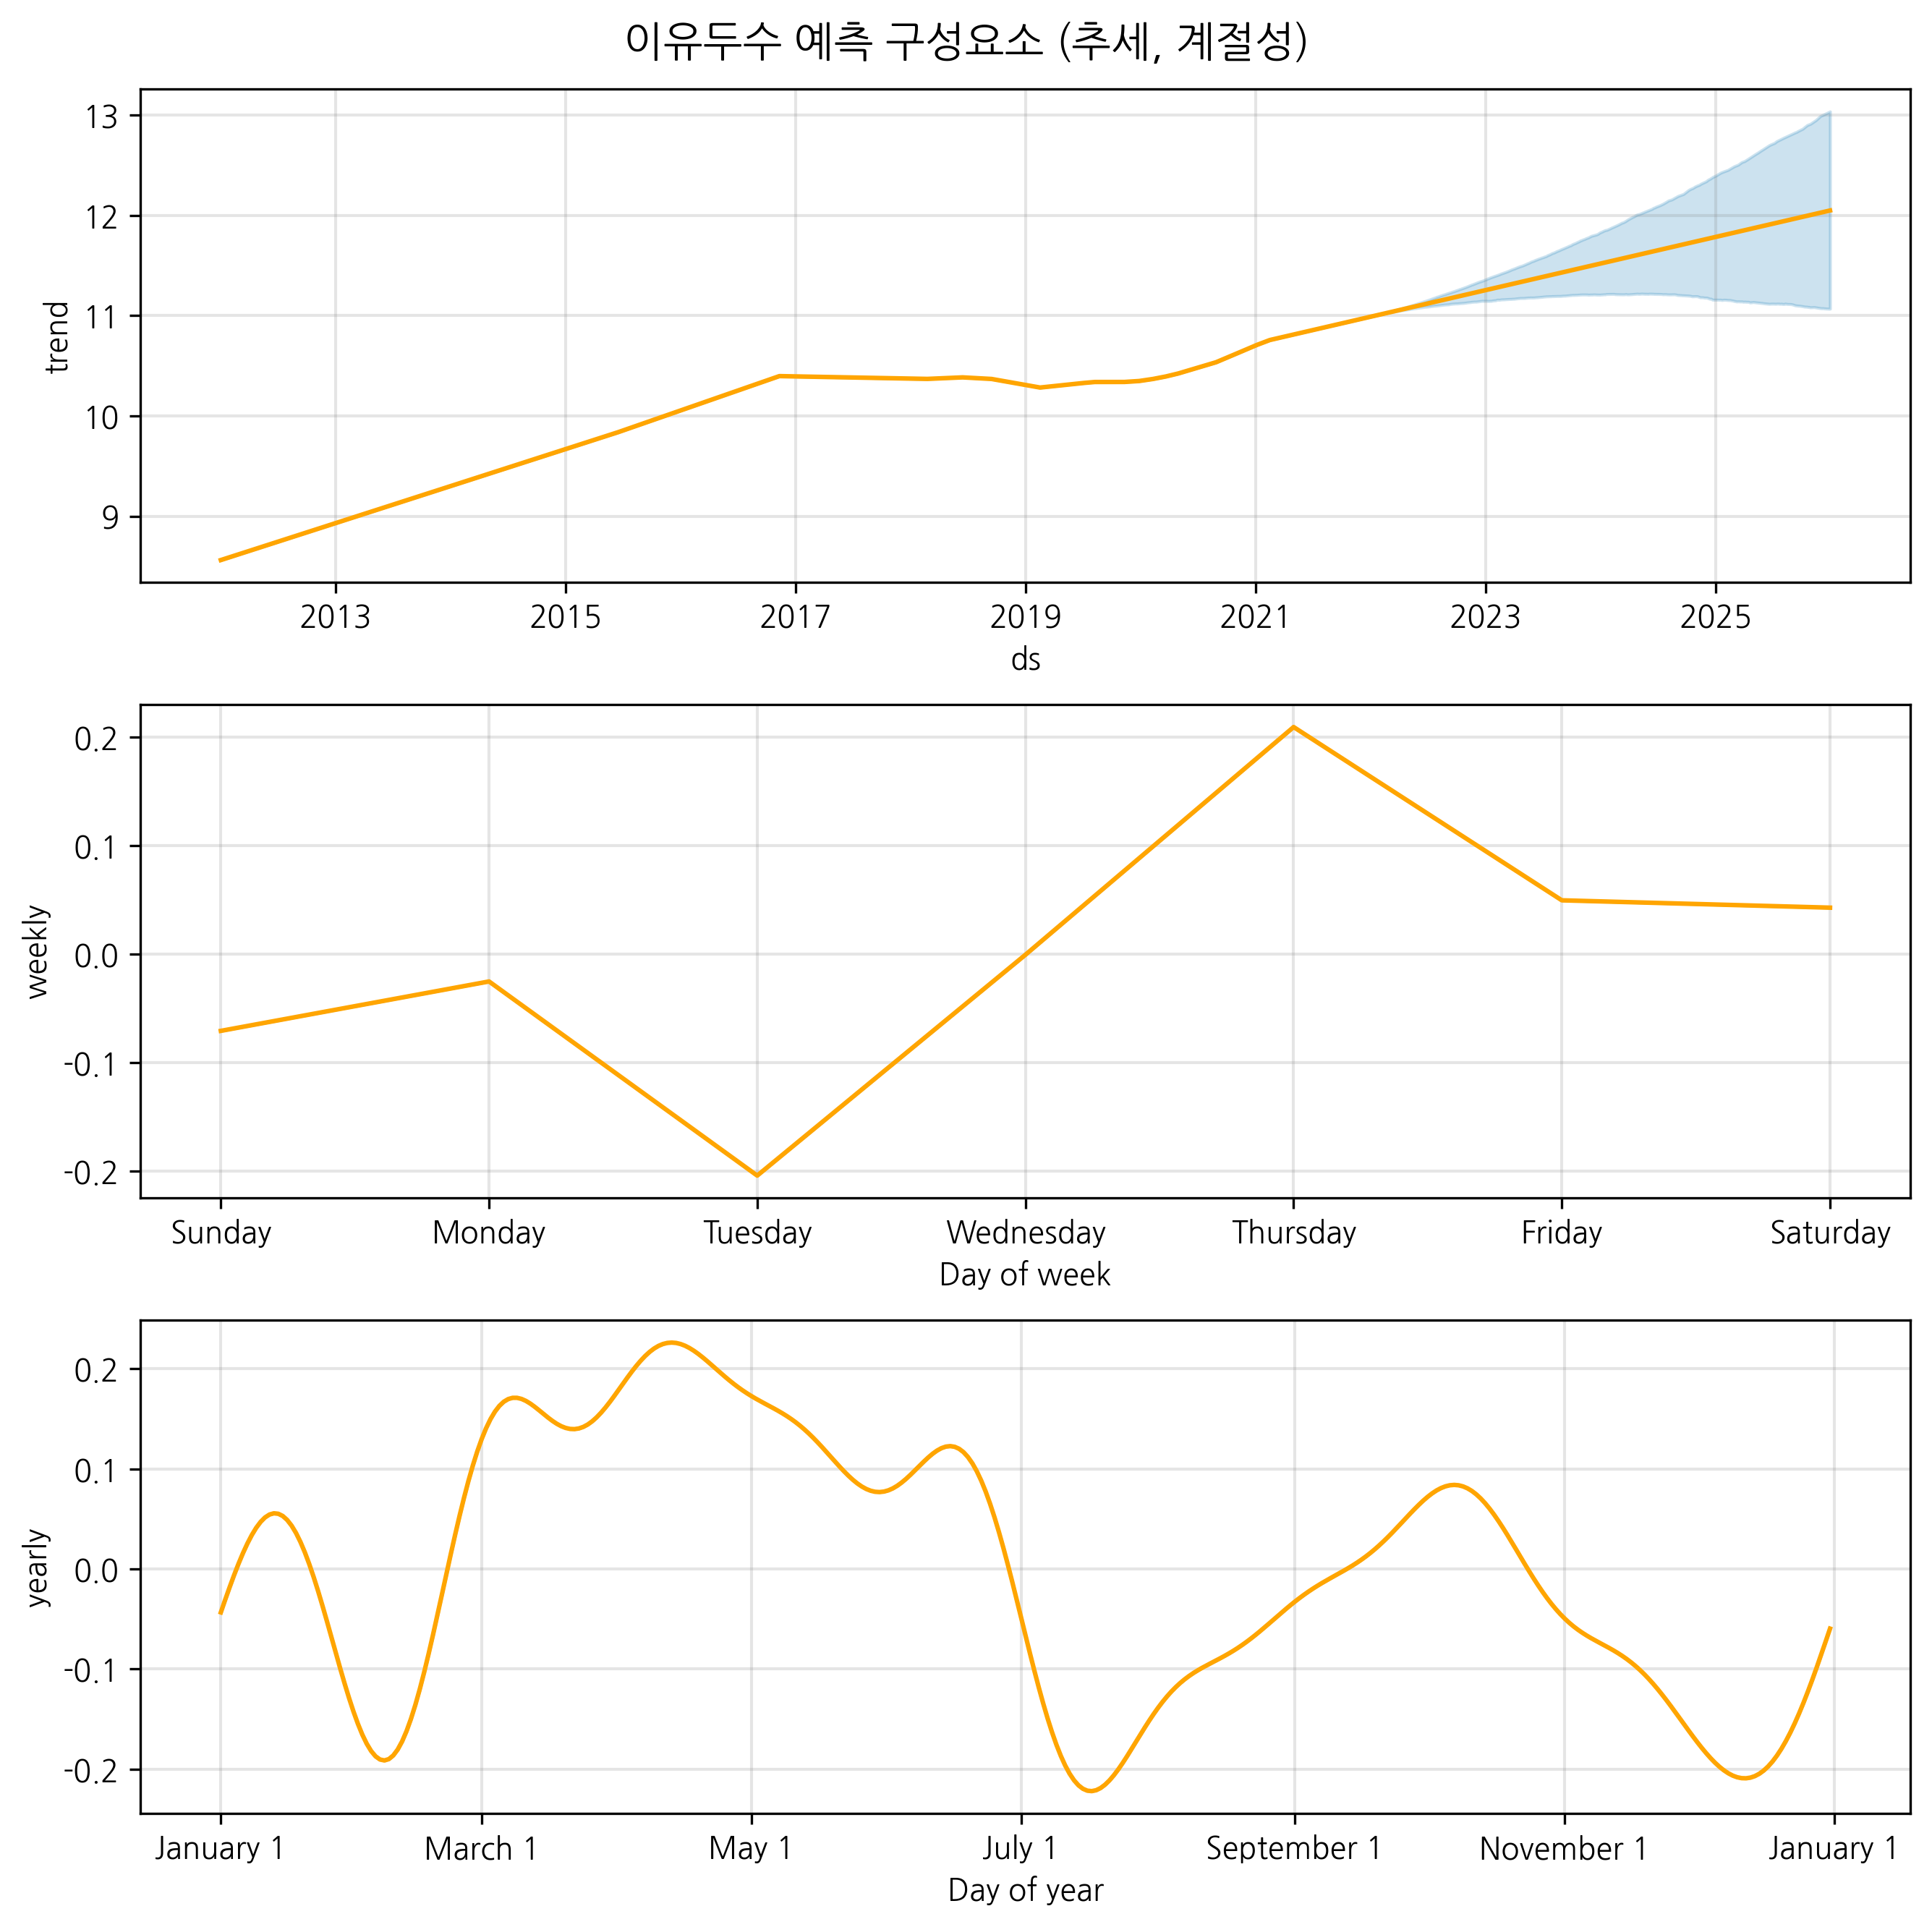 이유두수 예측 구성요소 (추세, 계절성)
13
12
11
10
9
trend
2013 2015 2017 2019 2021 2023 2025
ds
0.2
0.1
0.0
-0.1
-0.2
weekly
Sunday Monday Tuesday Wednesday Thursday Friday Saturday
Day of week
0.2
0.1
0.0
-0.1
-0.2
yearly
January 1 March 1 May 1 July 1 September 1 November 1 January 1
Day of year